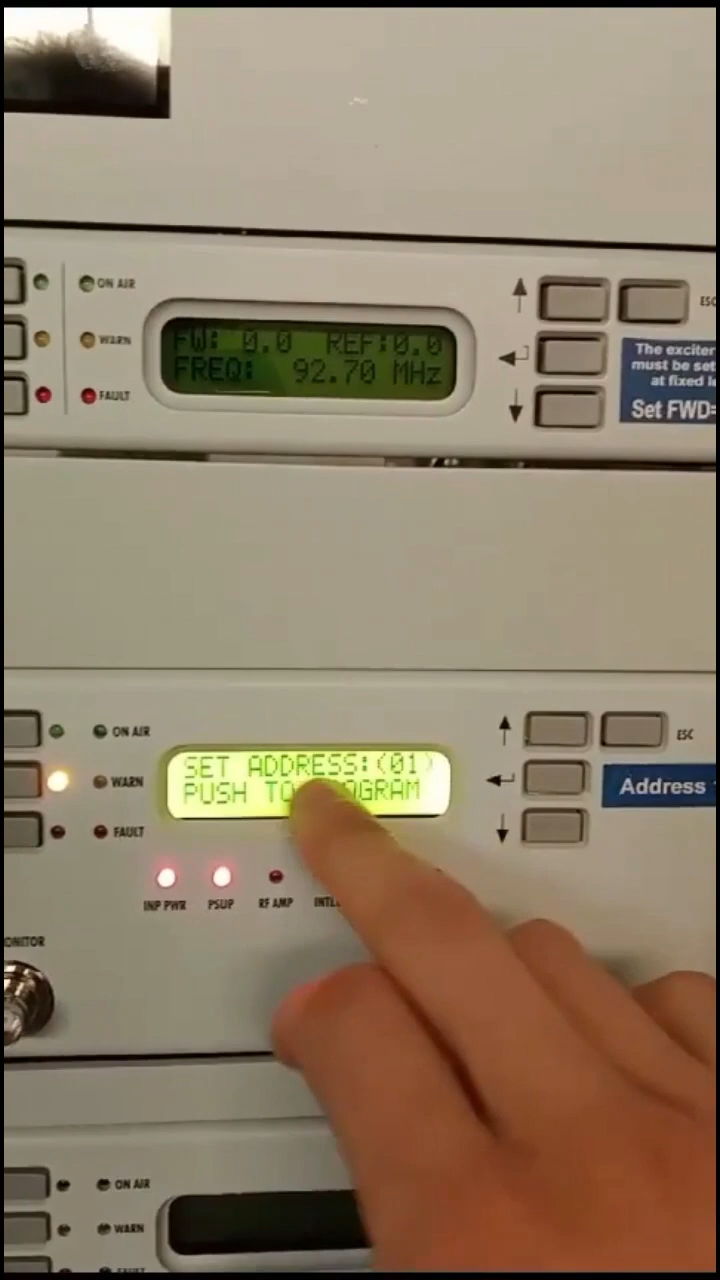 ON AIR
WARN
FAULT
FW: 0.0 REF:0.0
FREQ: 92.70 MHz
ESC
The exciter
must be set
at fixed
Set FWD=
ON AIR
WARN
FAULT
SET ADDRESS:(01)
PUSH TO
INP PWR
PSUP
RF AMP
ESC
Address
ON AIR
WARN
FAULT